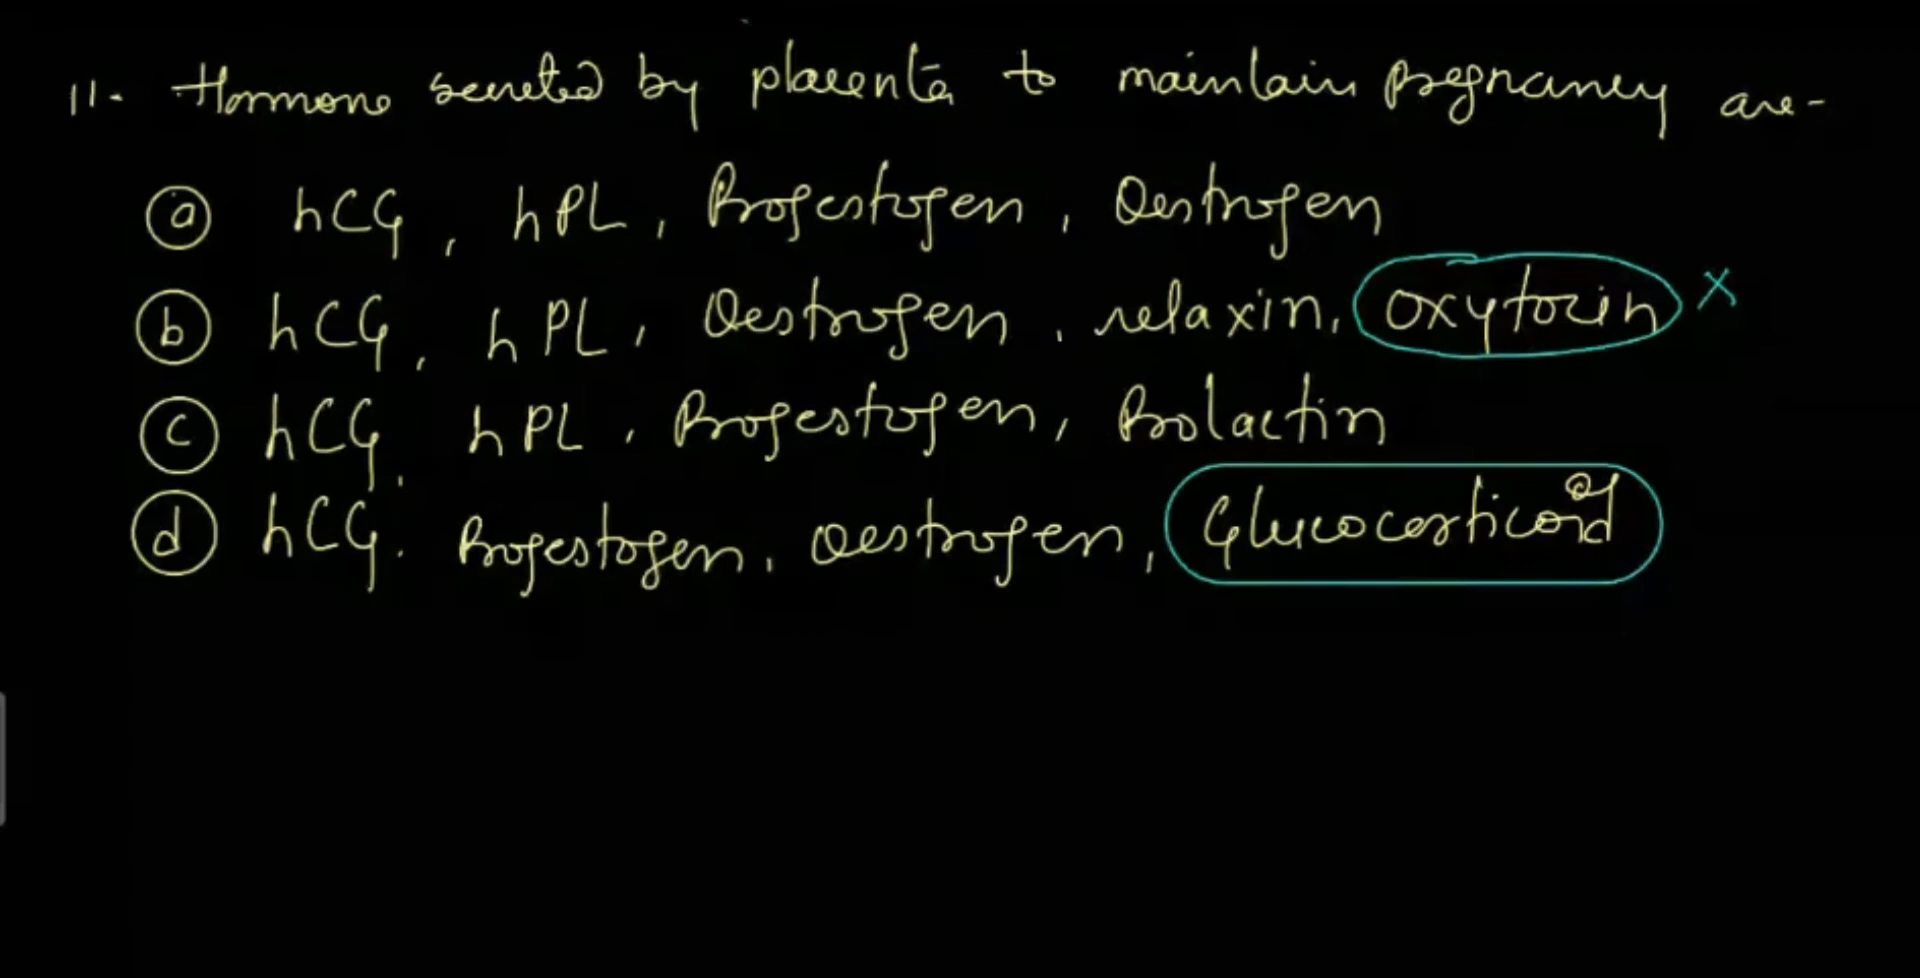 11. Hormone secreted by placenta to maintain pregnancy are-
(a) hCG, hPL, Progestogen, Oestrogen
(b) hCG, hPL, Oestrogen, relaxin, oxytocin ×
(c) hCG, hPL, Progestogen, Prolactin
(d) hCG. Progestogen, oestrogen, Glucocorticoid